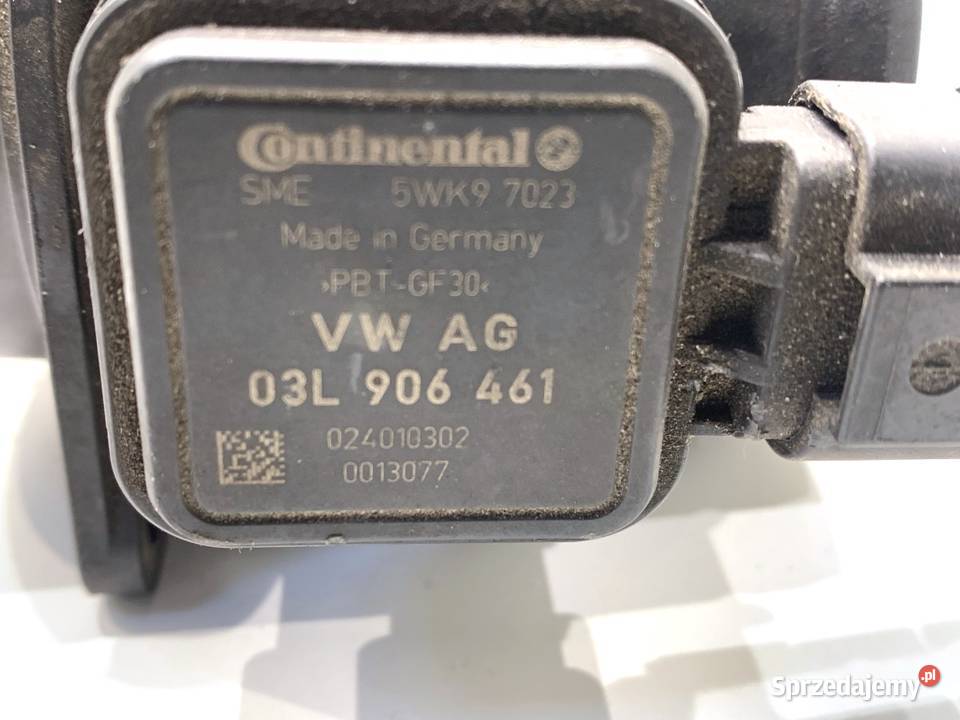 Continental
SME 5WK9 7023
Made in Germany
›PBT-GF30‹
VW AG
03L 906 461
024010302
0013077
Sprzedajemy.pl